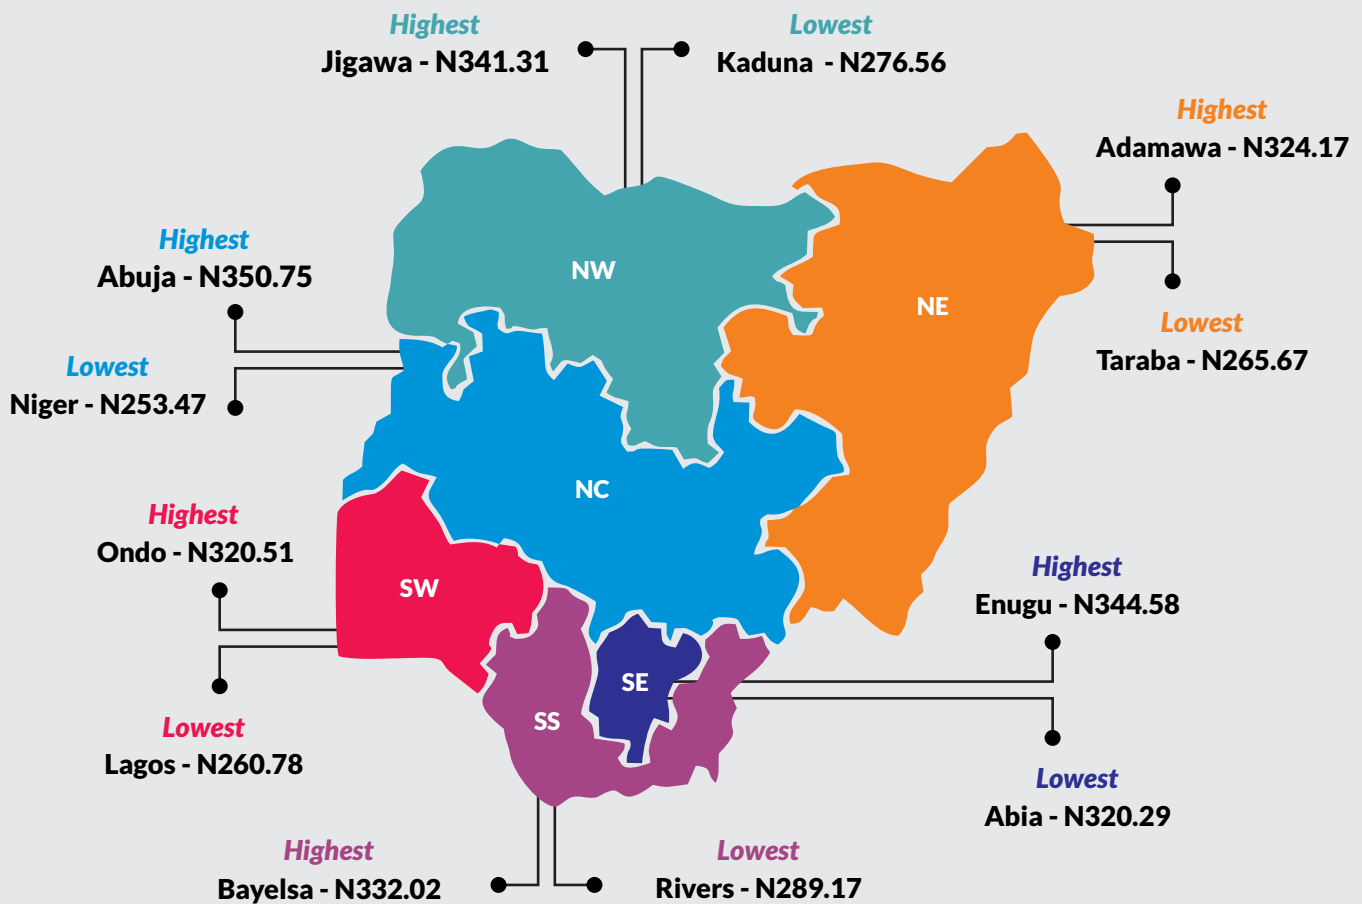 Highest
Jigawa - N341.31
Lowest
Kaduna - N276.56
Highest
Adamawa - N324.17
Lowest
Taraba - N265.67
Highest
Abuja - N350.75
Lowest
Niger - N253.47
NW
NE
NC
Highest
Ondo - N320.51
Lowest
Lagos - N260.78
SW
SS
SE
Highest
Enugu - N344.58
Lowest
Abia - N320.29
Highest
Bayelsa - N332.02
Lowest
Rivers - N289.17